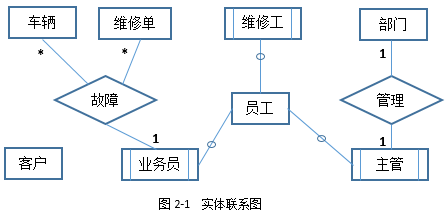 车辆 维修单 维修工 部门
* * 1
故障 员工 管理
1 1
客户 业务员 主管
图 2-1 实体联系图